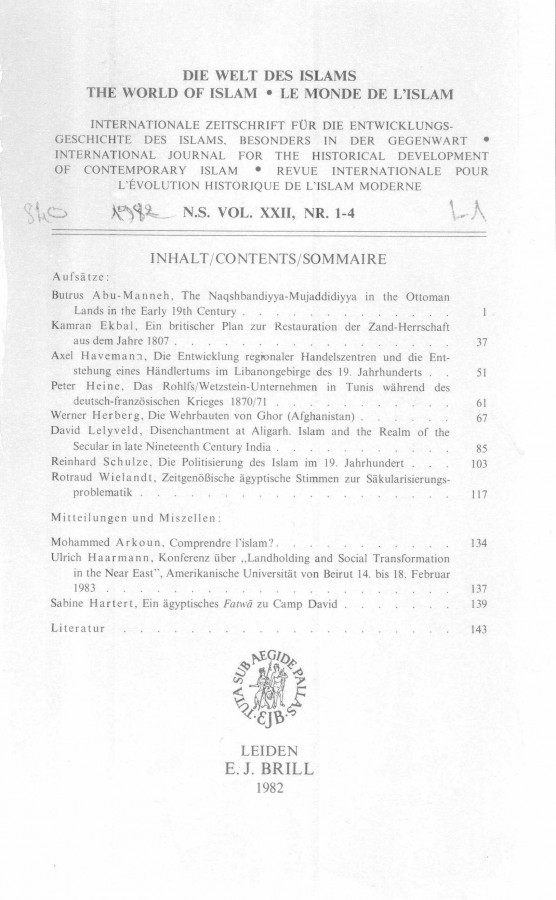 DIE WELT DES ISLAMS
THE WORLD OF ISLAM • LE MONDE DE L'ISLAM
INTERNATIONALE ZEITSCHRIFT FÜR DIE ENTWICKLUNGS-
GESCHICHTE DES ISLAMS, BESONDERS IN DER GEGENWART •
INTERNATIONAL JOURNAL FOR THE HISTORICAL DEVELOPMENT
OF CONTEMPORARY ISLAM • REVUE INTERNATIONALE POUR
L'ÉVOLUTION HISTORIQUE DE L'ISLAM MODERNE
1982 N.S. VOL. XXII, NR. 1-4
INHALT/CONTENTS/SOMMAIRE
Aufsätze:
Butrus Abu-Manneh, The Naqshbandiyya-Mujaddidiyya in the Ottoman
Lands in the Early 19th Century . . . . . . . . . . . . 1
Kamran Ekbal, Ein britischer Plan zur Restauration der Zand-Herrschaft
aus dem Jahre 1807 . . . . . . . . . . . . . . . 37
Axel Havemann, Die Entwicklung regionaler Handelszentren und die Ent-
stehung eines Händlertums im Libanongebirge des 19. Jahrhunderts . . 51
Peter Heine, Das Rohlfs/Wetzstein-Unternehmen in Tunis während des
deutsch-französischen Krieges 1870/71 . . . . . . . . . . 61
Werner Herberg, Die Wehrbauten von Ghor (Afghanistan) . . . . . . 67
David Lelyveld, Disenchantment at Aligarh. Islam and the Realm of the
Secular in late Nineteenth Century India . . . . . . . . . . 85
Reinhard Schulze, Die Politisierung des Islam im 19. Jahrhundert . . . 103
Rotraud Wielandt, Zeitgenößische ägyptische Stimmen zur Säkularisierungs-
problematik . . . . . . . . . . . . . . . . . 117
Mitteilungen und Miszellen:
Mohammed Arkoun, Comprendre l'islam? . . . . . . . . . . . 134
Ulrich Haarmann, Konferenz über „Landholding and Social Transformation
in the Near East", Amerikanische Universität von Beirut 14. bis 18. Februar
1983 . . . . . . . . . . . . . . . . . . . 137
Sabine Hartert, Ein ägyptisches Fatwā zu Camp David . . . . . . 139
Literatur . . . . . . . . . . . . . . . . . . 143
TUTA SUB AEGIDE PALLAS
·EJB·
LEIDEN
E. J. BRILL
1982